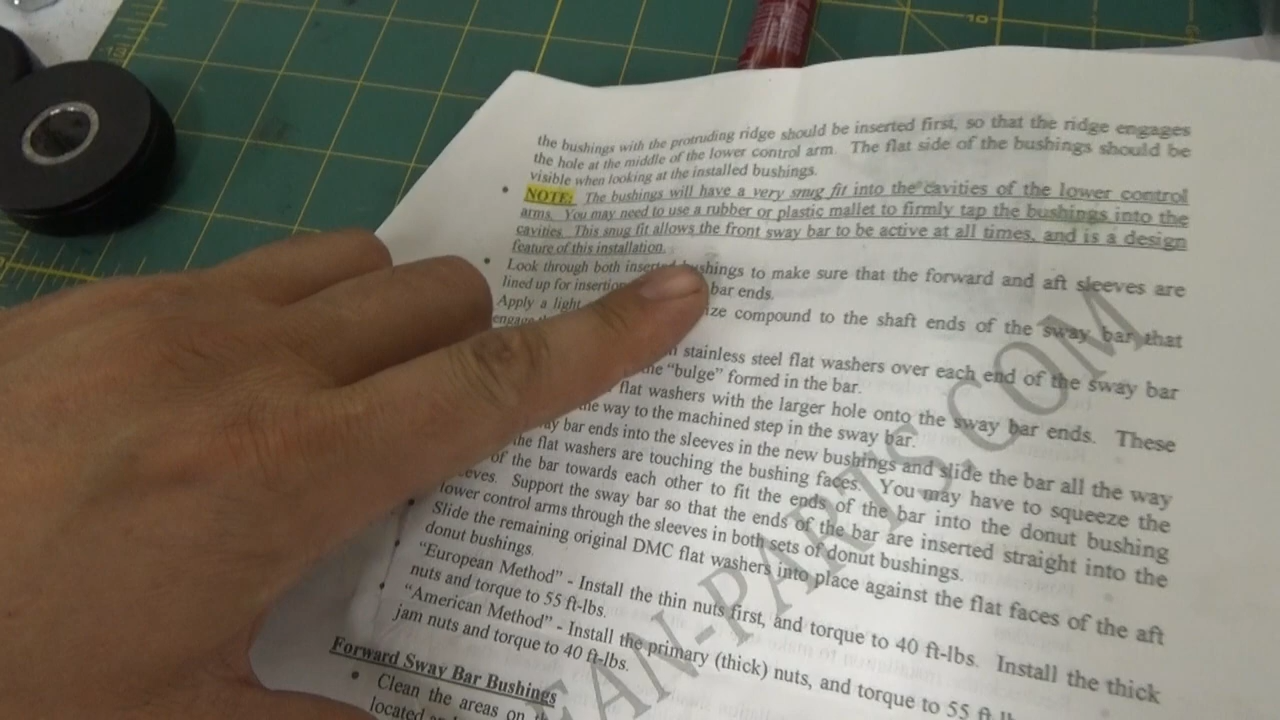 10
the bushings with the protruding ridge should be inserted first, so that the ridge engages
the hole at the middle of the lower control arm. The flat side of the bushings should be
visible when looking at the installed bushings.
• NOTE: The bushings will have a very snug fit into the cavities of the lower control
arms. You may need to use a rubber or plastic mallet to firmly tap the bushings into the
cavities. This snug fit allows the front sway bar to be active at all times, and is a design
feature of this installation.
• Look through both inserted bushings to make sure that the forward and aft sleeves are
lined up for insertion bar ends.
Apply a light compound to the shaft ends of the sway bar that
engage
stainless steel flat washers over each end of the sway bar
the "bulge" formed in the bar.
flat washers with the larger hole onto the sway bar ends. These
the way to the machined step in the sway bar.
bar ends into the sleeves in the new bushings and slide the bar all the way
the flat washers are touching the bushing faces. You may have to squeeze the
of the bar towards each other to fit the ends of the bar into the donut bushing
Support the sway bar so that the ends of the bar are inserted straight into the
lower control arms through the sleeves in both sets of donut bushings.
• Slide the remaining original DMC flat washers into place against the flat faces of the aft
donut bushings.
• "European Method" - Install the thin nuts first, and torque to 40 ft-lbs. Install the thick
nuts and torque to 55 ft-lbs.
• "American Method" - Install the primary (thick) nuts, and torque to 55
jam nuts and torque to 40 ft-lbs.
Forward Sway Bar Bushings
• Clean the areas on
located
EAN-PARTS.COM